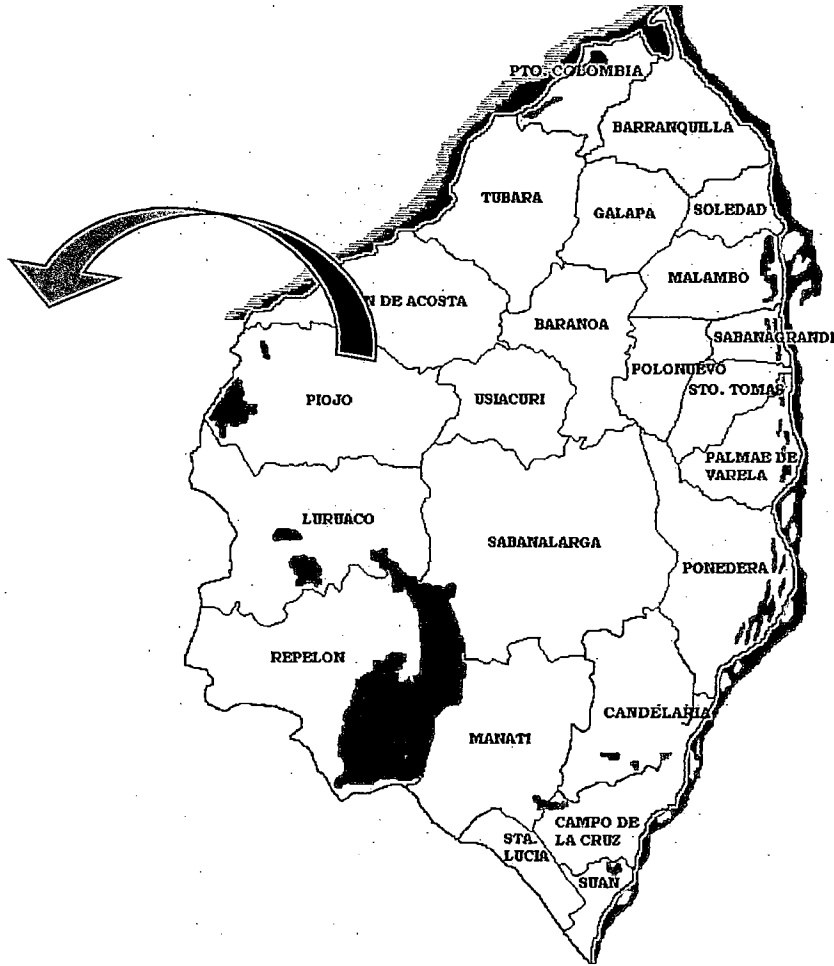 PTO. COLOMBIA
BARRANQUILLA
TUBARA
GALAPA
SOLEDAD
MALAMBO
N DE ACOSTA
BARANOA
SABANAGRANDE
POLONUEVO
STO. TOMAS
PIOJO
USIACURI
PALMAE DE
VARELA
LURUACO
SABANALARGA
PONEDERA
REPELON
CANDELARIA
MANATI
CAMPO DE
LA CRUZ
STA.
LUCIA
SUAN